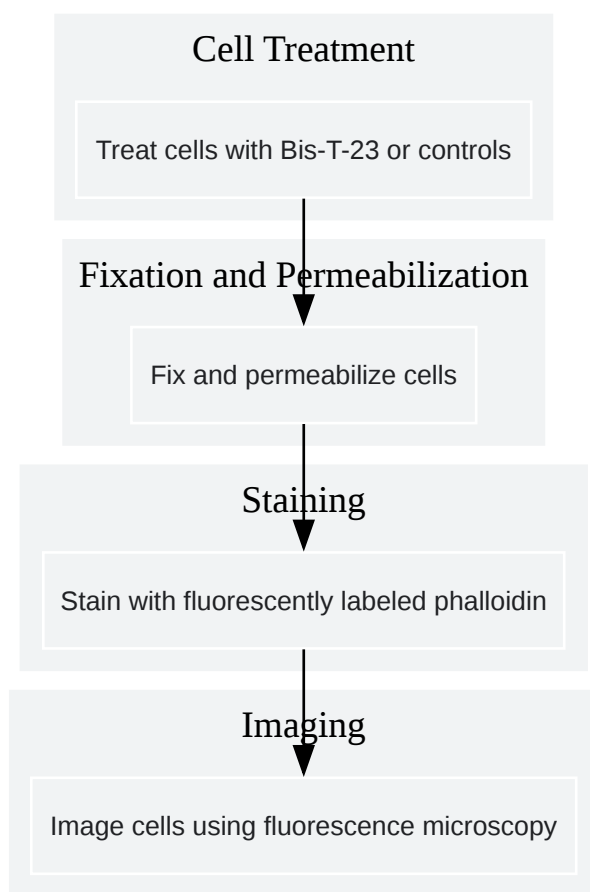 Cell Treatment
Treat cells with Bis-T-23 or controls
Fixation and Permeabilization
Fix and permeabilize cells
Staining
Stain with fluorescently labeled phalloidin
Imaging
Image cells using fluorescence microscopy